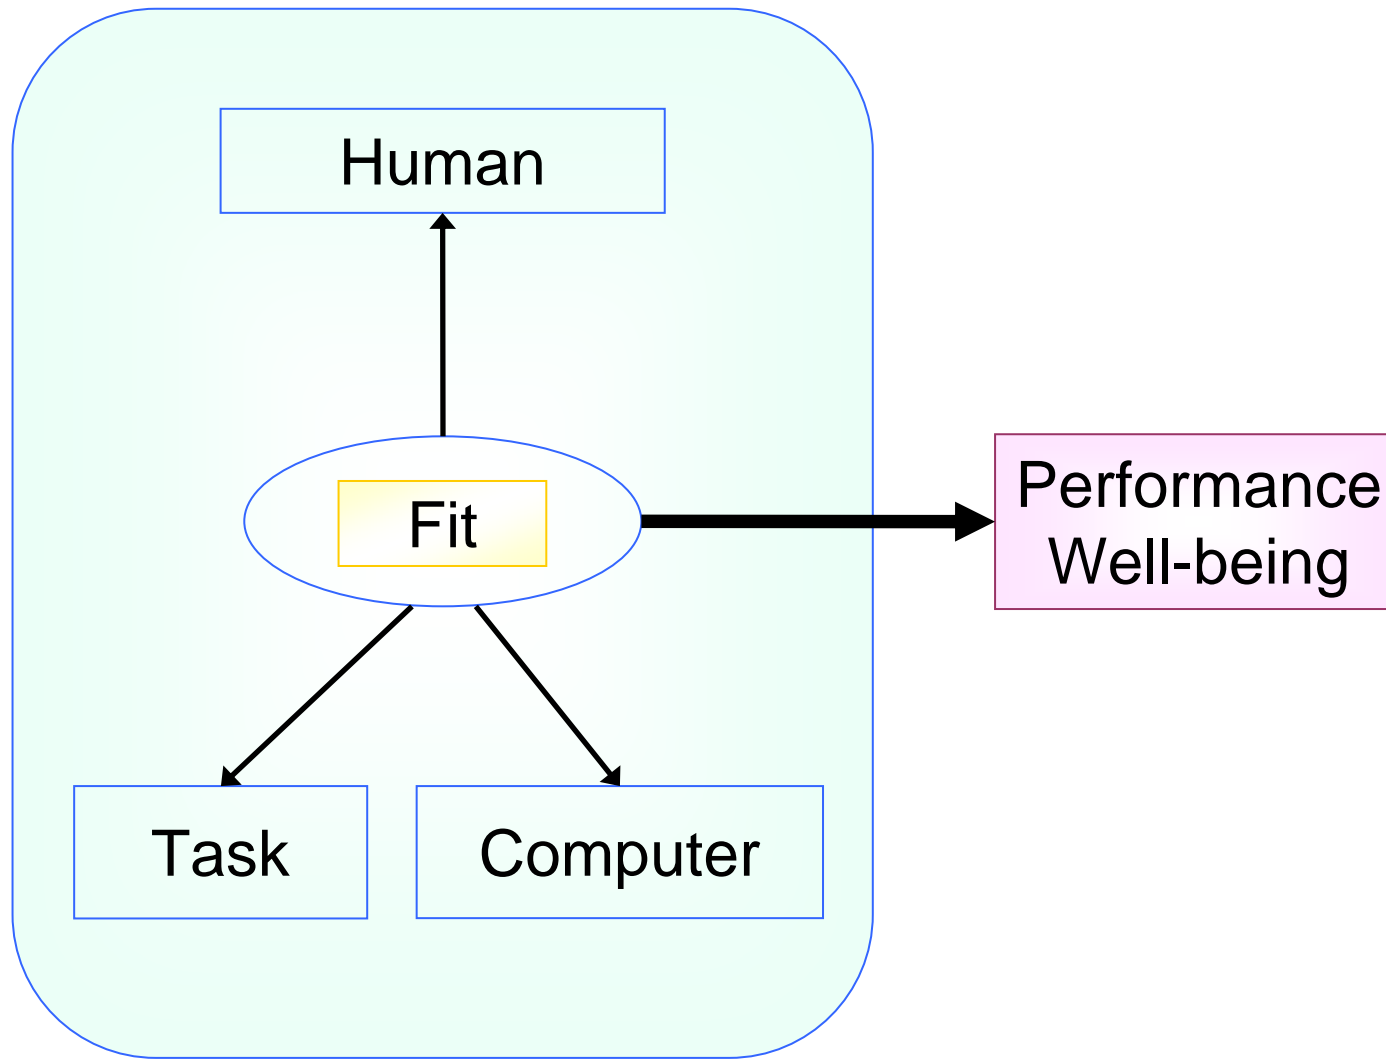 Human
Fit
Performance
Well-being
Task
Computer